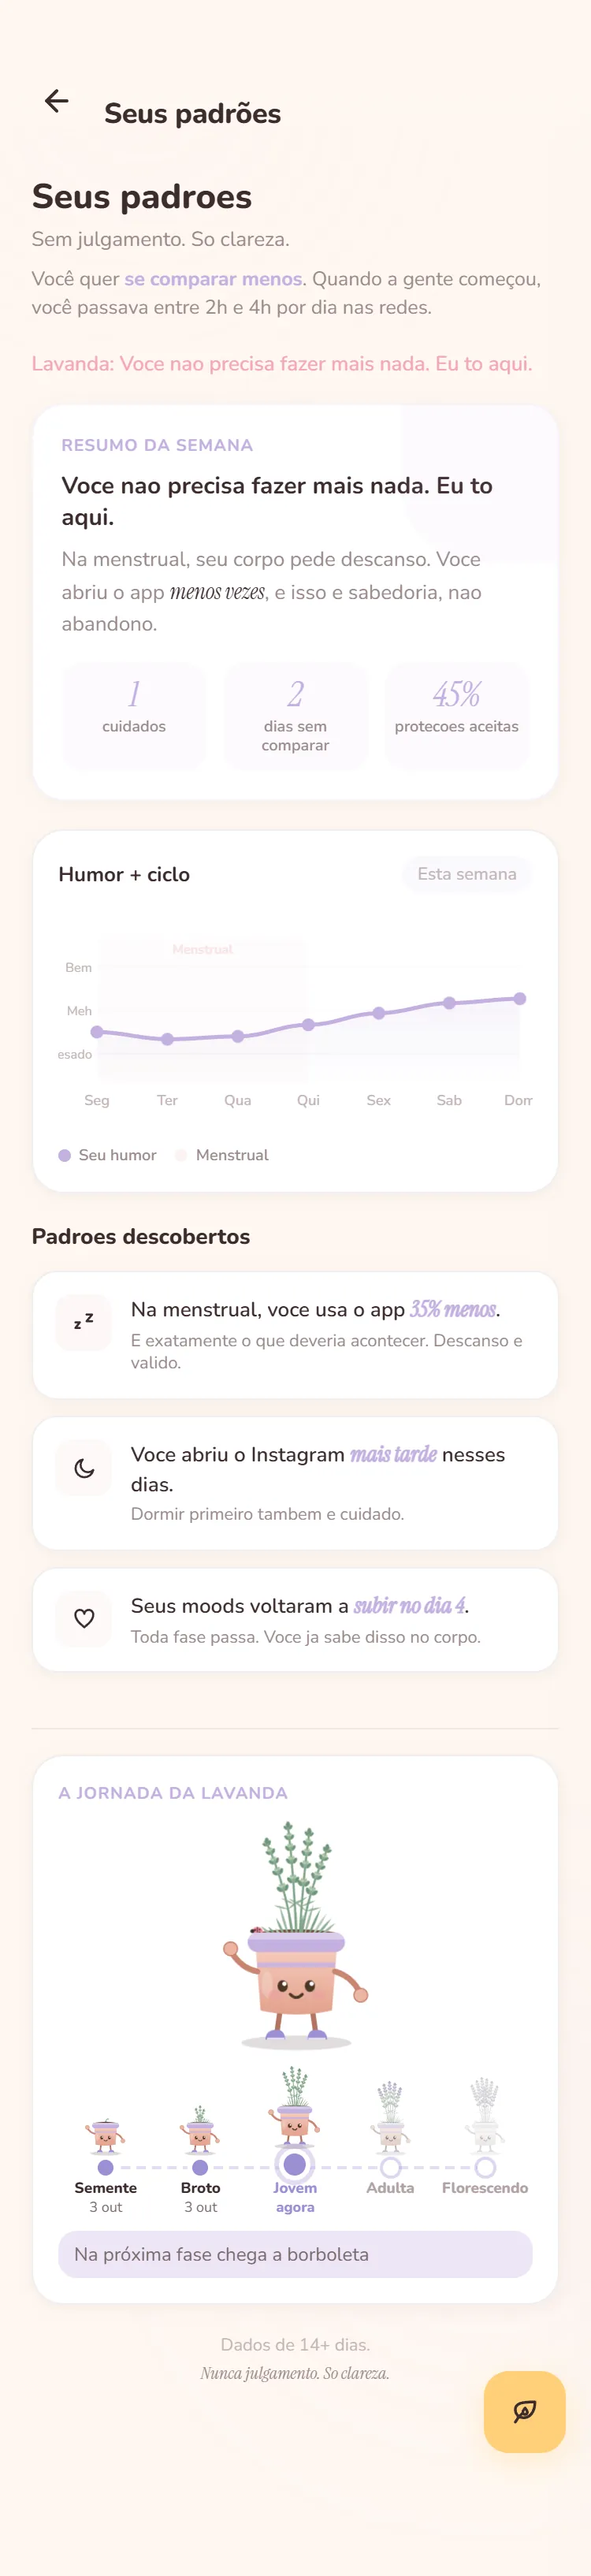 Seus padrões
Seus padroes
Sem julgamento. So clareza.
Você quer se comparar menos. Quando a gente começou,
você passava entre 2h e 4h por dia nas redes.
Lavanda: Voce nao precisa fazer mais nada. Eu to aqui.
RESUMO DA SEMANA
Voce nao precisa fazer mais nada. Eu to
aqui.
Na menstrual, seu corpo pede descanso. Voce
abriu o app menos vezes, e isso e sabedoria, nao
abandono.
1
cuidados
2
dias sem
comparar
45%
protecoes aceitas
Humor + ciclo
Esta semana
Menstrual
Bem
Meh
esado
Seg Ter Qua Qui Sex Sab Dom
Seu humor Menstrual
Padroes descobertos
z z
Na menstrual, voce usa o app 35% menos.
E exatamente o que deveria acontecer. Descanso e
valido.
Voce abriu o Instagram mais tarde nesses
dias.
Dormir primeiro tambem e cuidado.
Seus moods voltaram a subir no dia 4.
Toda fase passa. Voce ja sabe disso no corpo.
A JORNADA DA LAVANDA
Semente Broto Jovem Adulta Florescendo
3 out 3 out agora
Na próxima fase chega a borboleta
Dados de 14+ dias.
Nunca julgamento. So clareza.